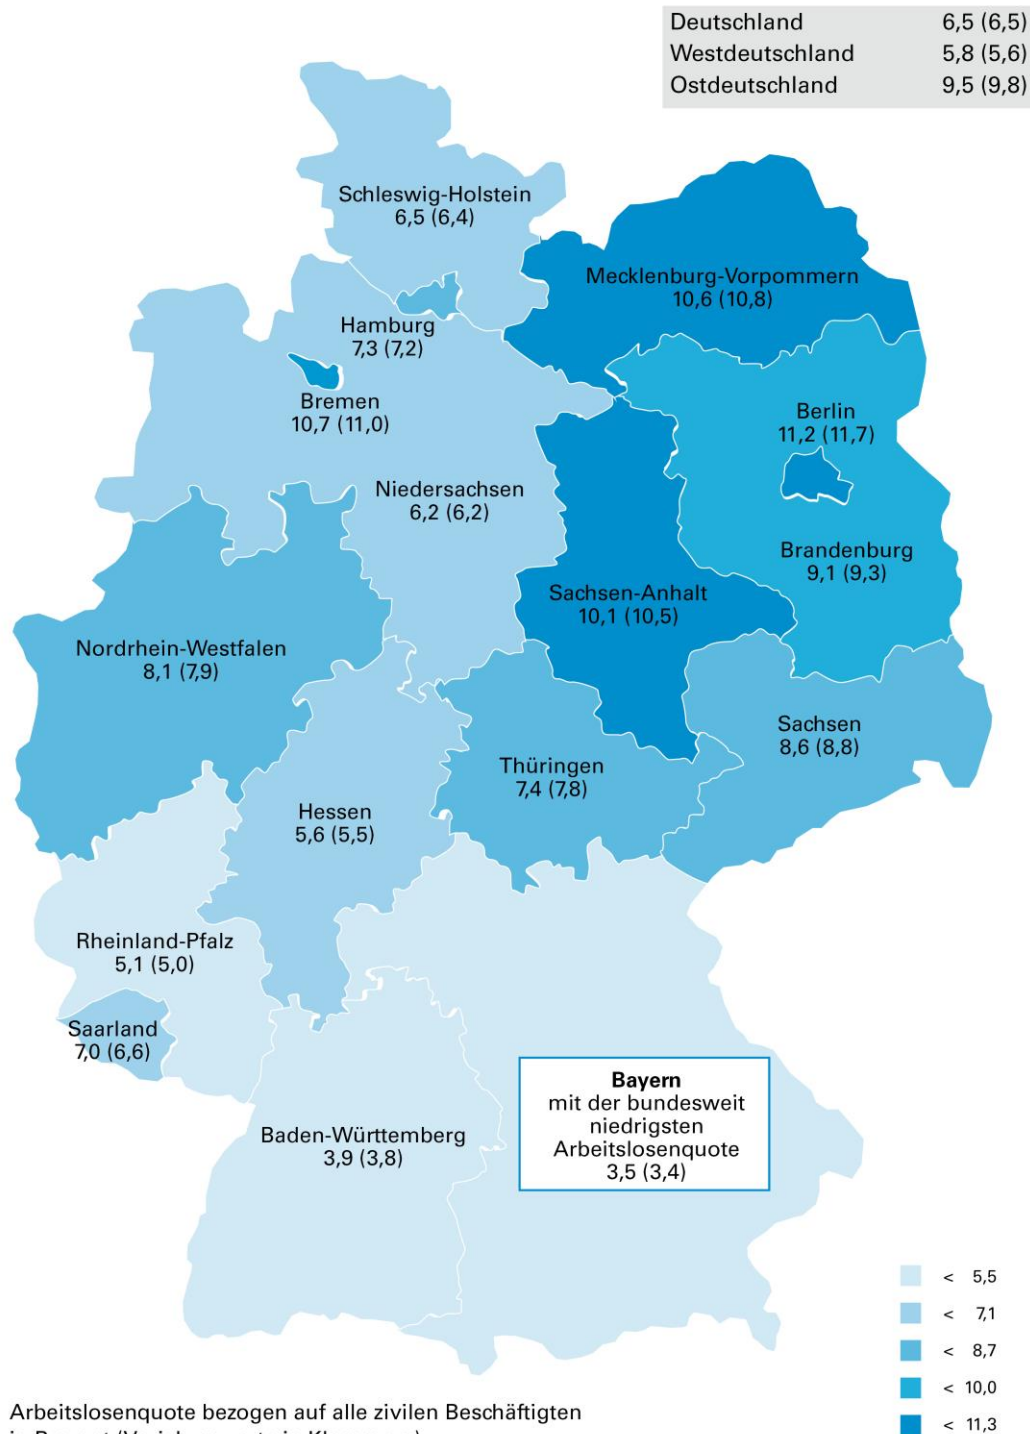 Deutschland 6,5 (6,5)
Westdeutschland 5,8 (5,6)
Ostdeutschland 9,5 (9,8)
Schleswig-Holstein
6,5 (6,4)
Mecklenburg-Vorpommern
10,6 (10,8)
Hamburg
7,3 (7,2)
Bremen
10,7 (11,0)
Berlin
11,2 (11,7)
Niedersachsen
6,2 (6,2)
Brandenburg
9,1 (9,3)
Sachsen-Anhalt
10,1 (10,5)
Nordrhein-Westfalen
8,1 (7,9)
Sachsen
8,6 (8,8)
Thüringen
7,4 (7,8)
Hessen
5,6 (5,5)
Rheinland-Pfalz
5,1 (5,0)
Saarland
7,0 (6,6)
Bayern
mit der bundesweit
niedrigsten
Arbeitslosenquote
3,5 (3,4)
Baden-Württemberg
3,9 (3,8)
< 5,5
< 7,1
< 8,7
< 10,0
< 11,3
Arbeitslosenquote bezogen auf alle zivilen Beschäftigten